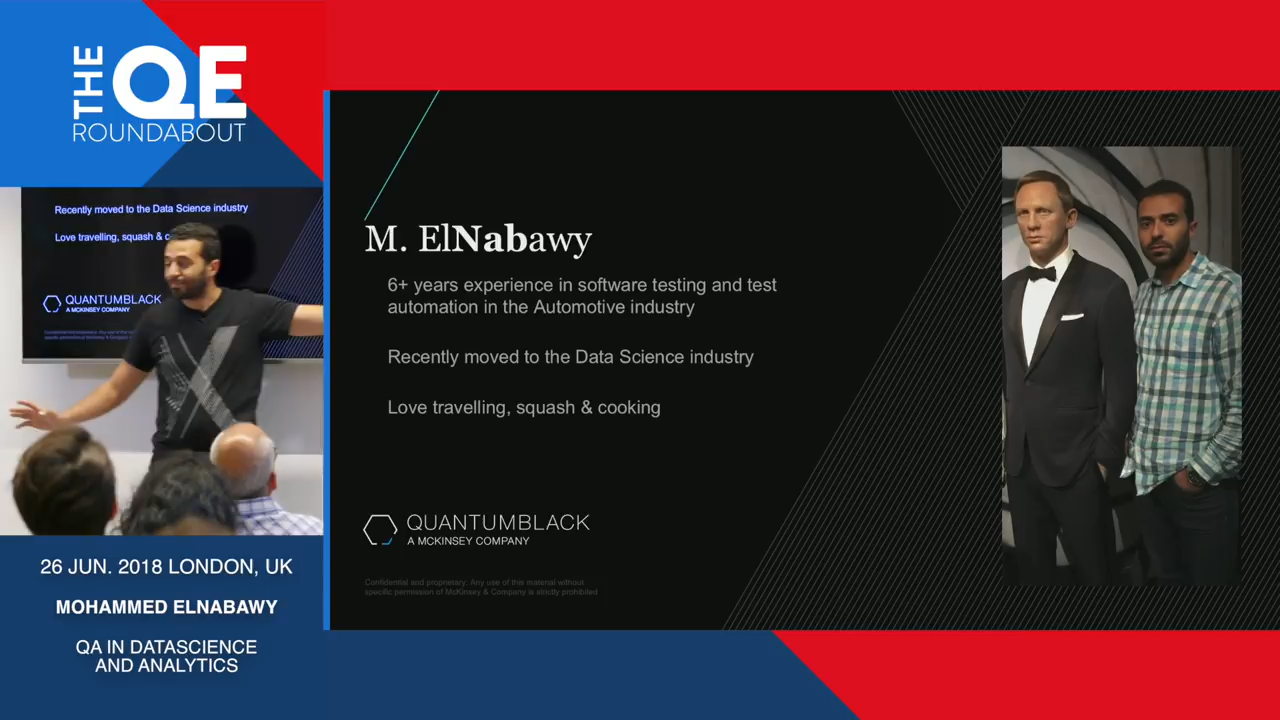 THE
QE
ROUNDABOUT
Recently moved to the Data Science industry
Love travelling, squash & c
QUANTUMBLACK
A MCKINSEY COMPANY
26 JUN. 2018 LONDON, UK
MOHAMMED ELNABAWY
QA IN DATASCIENCE
AND ANALYTICS
M. ElNabawy
6+ years experience in software testing and test
automation in the Automotive industry
Recently moved to the Data Science industry
Love travelling, squash & cooking
QUANTUMBLACK
A MCKINSEY COMPANY
Confidential and proprietary: Any use of this material without
specific permission of McKinsey & Company is strictly prohibited